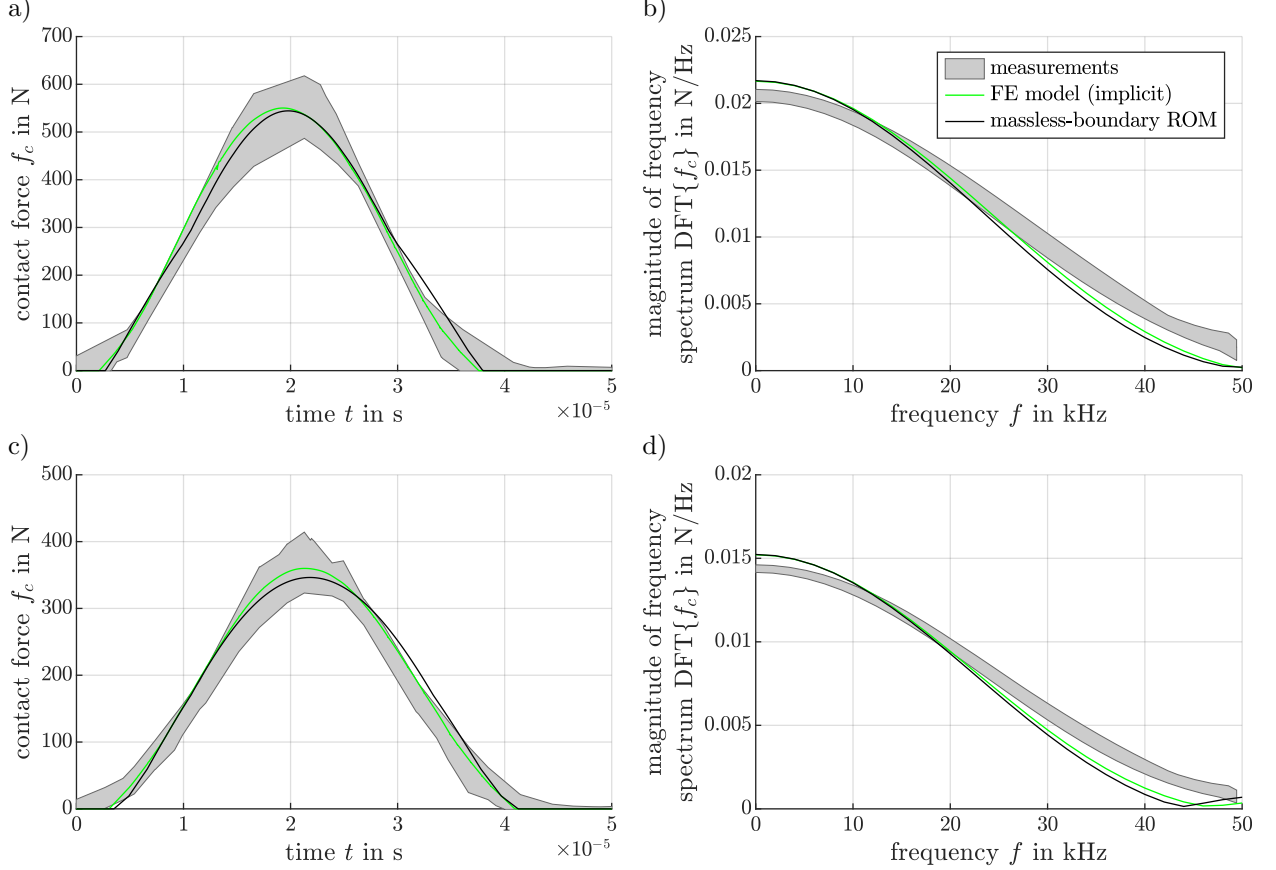 a)
700
600
500
400
300
200
100
0
contact force f_c in N
0 1 2 3 4 5
time t in s
×10⁻⁵
b)
0.025
0.02
0.015
0.01
0.005
0
magnitude of frequency
spectrum DFT{f_c} in N/Hz
measurements
FE model (implicit)
massless-boundary ROM
0 10 20 30 40 50
frequency f in kHz
c)
500
400
300
200
100
0
contact force f_c in N
0 1 2 3 4 5
time t in s
×10⁻⁵
d)
0.02
0.015
0.01
0.005
0
magnitude of frequency
spectrum DFT{f_c} in N/Hz
0 10 20 30 40 50
frequency f in kHz